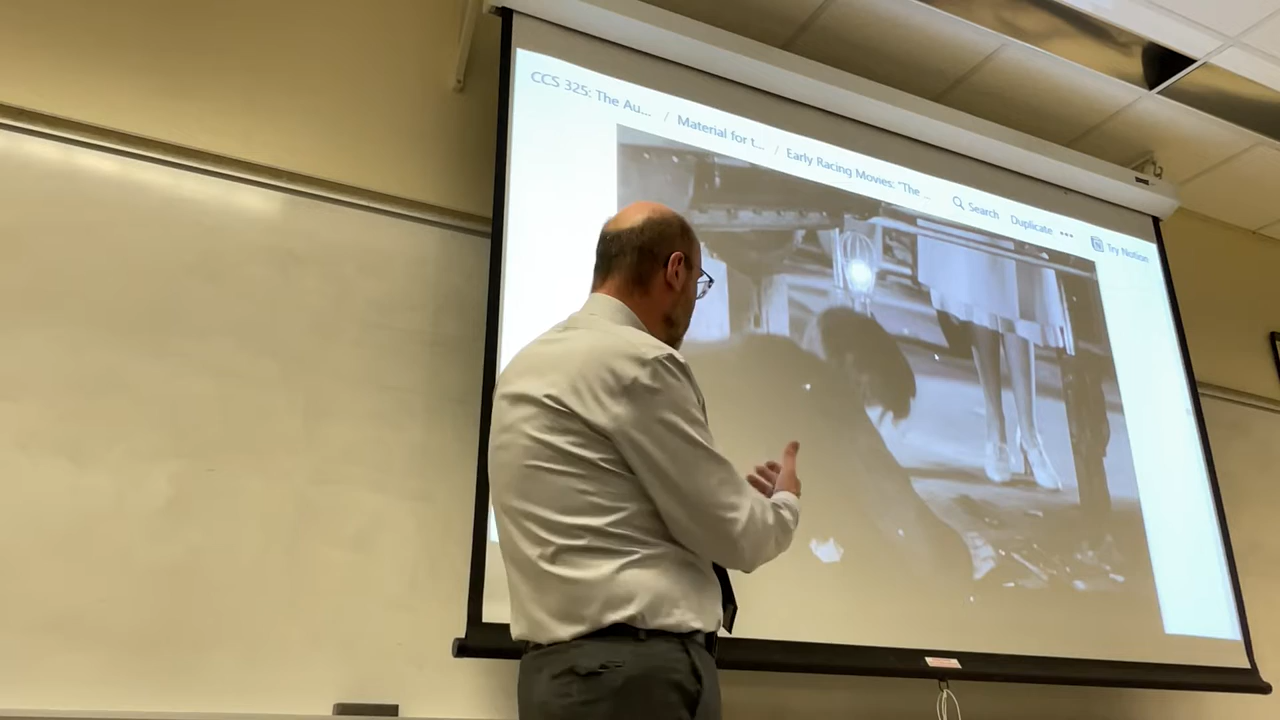 CCS 325: The Au... / Material for t... / Early Racing Movies: "The ... Search Duplicate ••• Try Notion